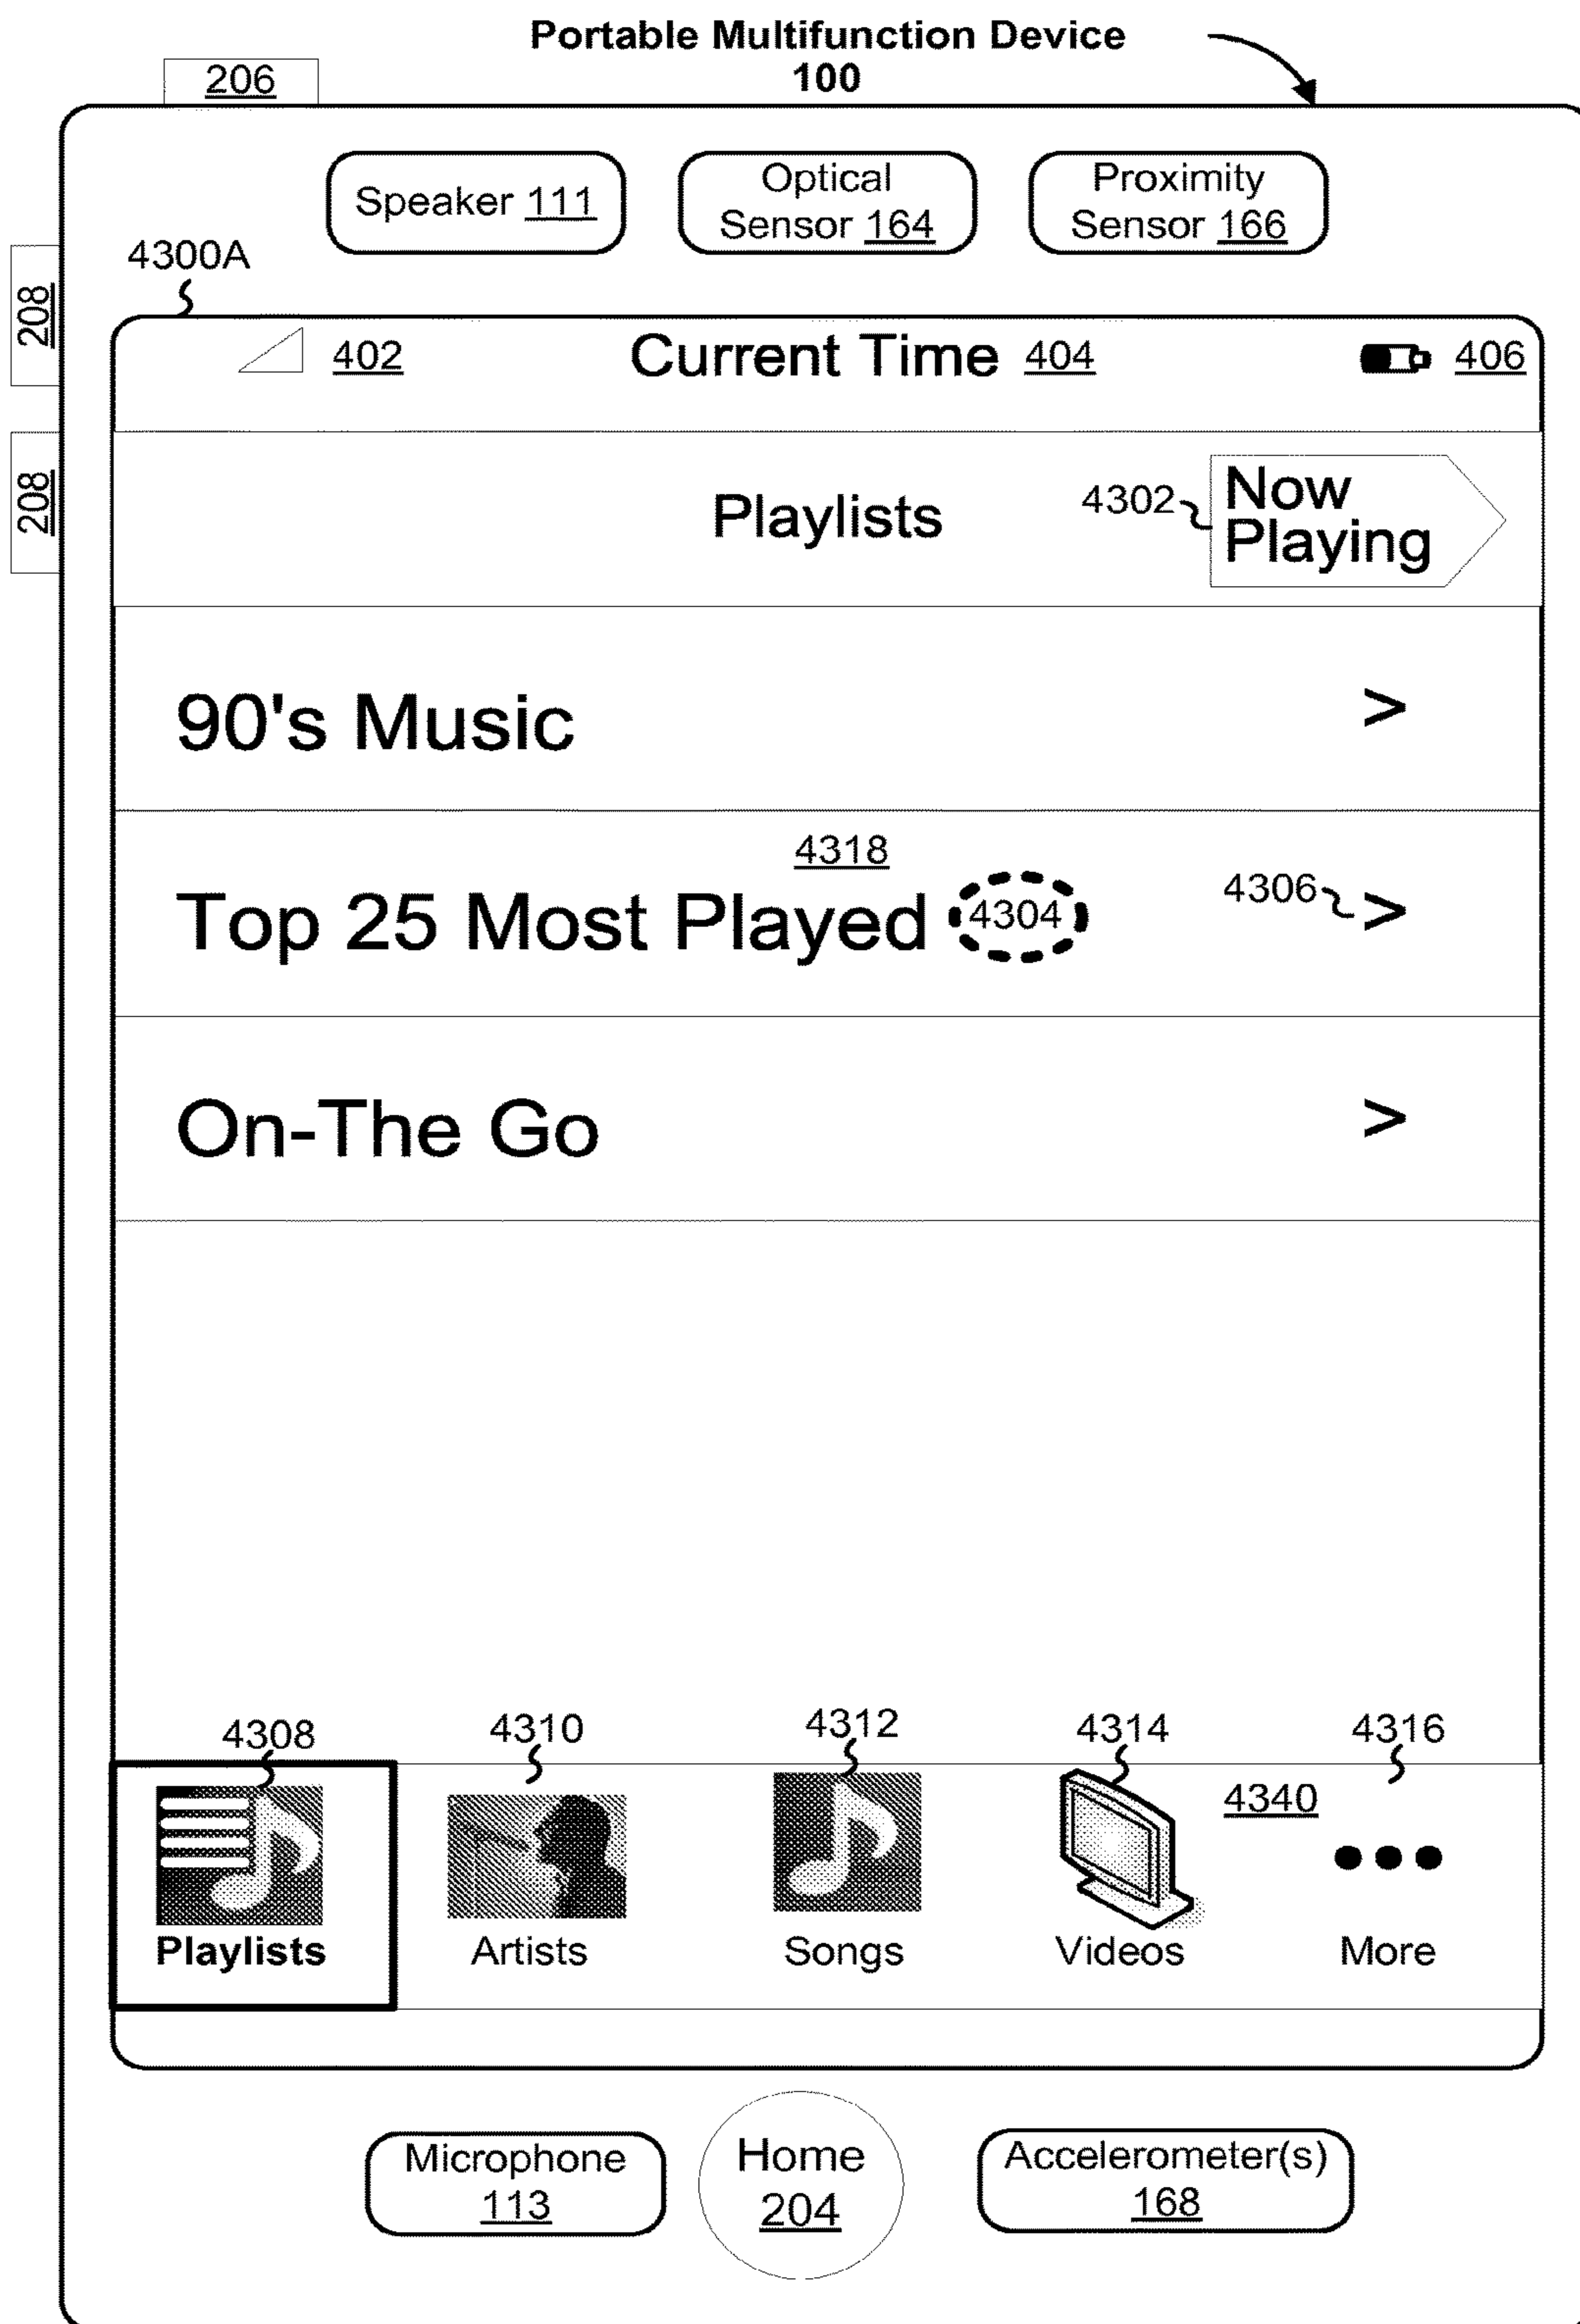 Portable Multifunction Device
100
206
Speaker 111
Optical
Sensor 164
Proximity
Sensor 166
4300A
208
402
Current Time 404
406
208
Playlists
4302
Now
Playing
90's Music
>
4318
Top 25 Most Played
4304
4306
>
On-The Go
>
4308
4310
4312
4314
4316
4340
Playlists
Artists
Songs
Videos
More
Microphone
113
Home
204
Accelerometer(s)
168